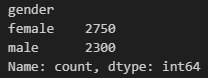 gender
female    2750
male      2300
Name: count, dtype: int64